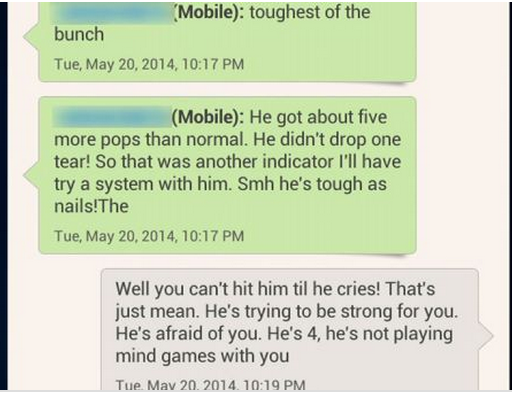 (Mobile): toughest of the
bunch
Tue, May 20, 2014, 10:17 PM
(Mobile): He got about five
more pops than normal. He didn't drop one
tear! So that was another indicator I'll have
try a system with him. Smh he's tough as
nails!The
Tue, May 20, 2014, 10:17 PM
Well you can't hit him til he cries! That's
just mean. He's trying to be strong for you.
He's afraid of you. He's 4, he's not playing
mind games with you
Tue, May 20, 2014, 10:19 PM